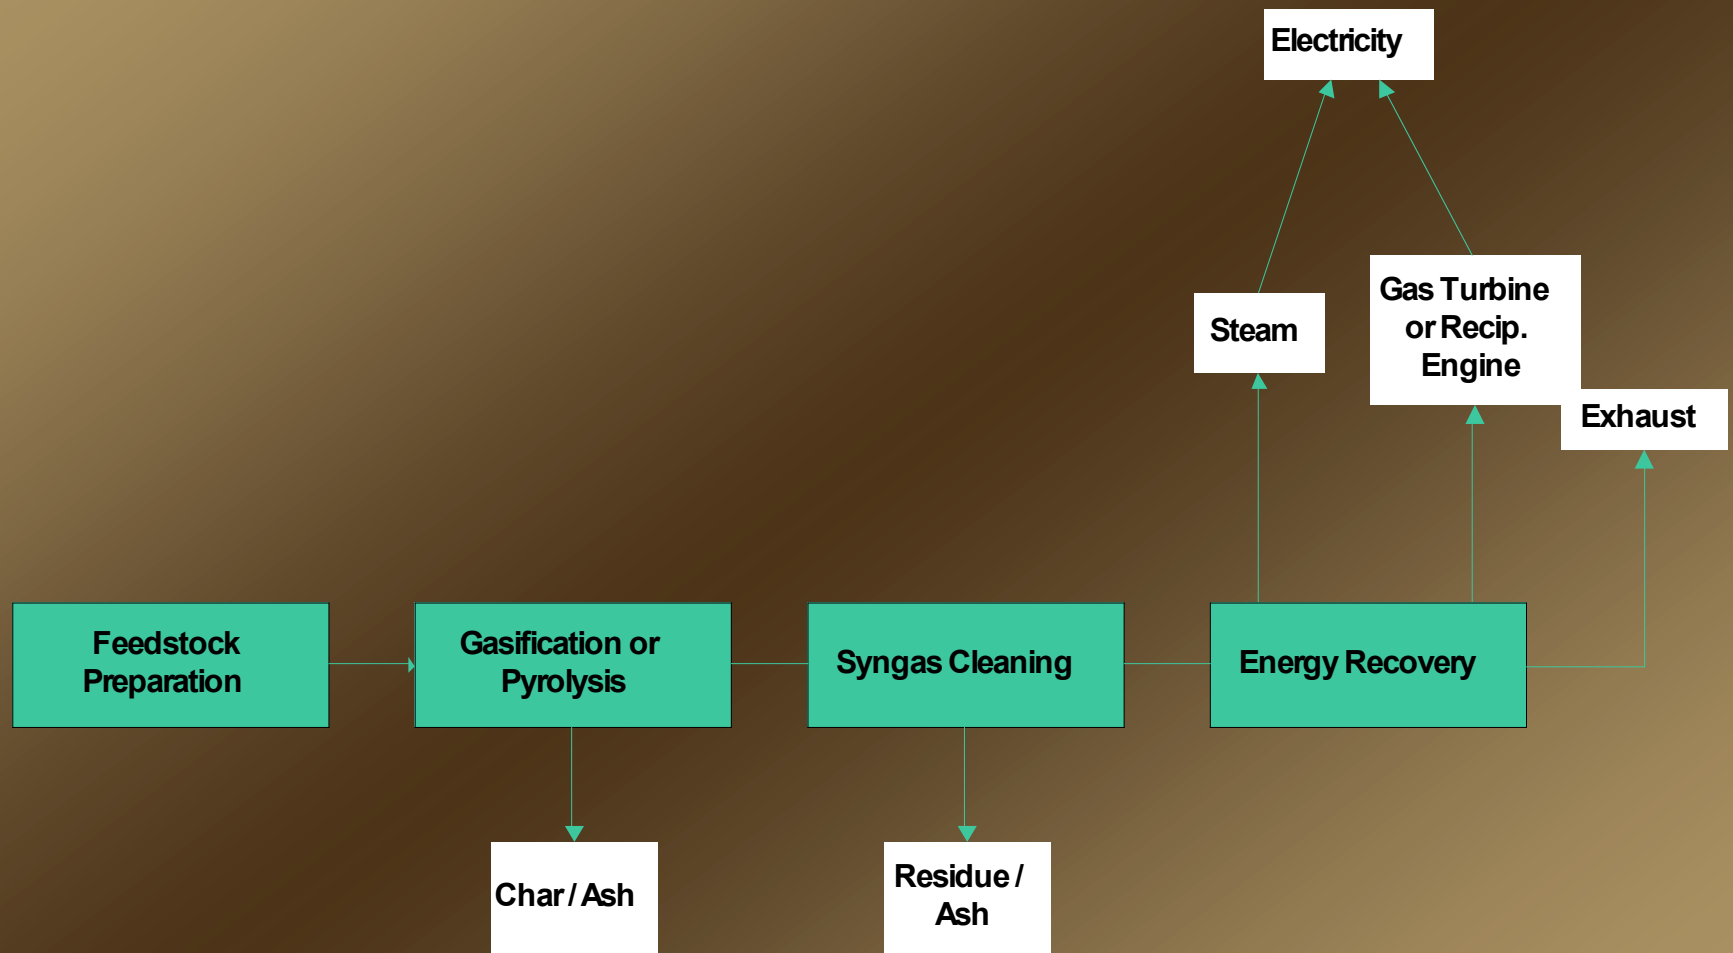 Electricity
Steam
Gas Turbine
or Recip.
Engine
Exhaust
Feedstock
Preparation
Gasification or
Pyrolysis
Syngas Cleaning
Energy Recovery
Char / Ash
Residue /
Ash